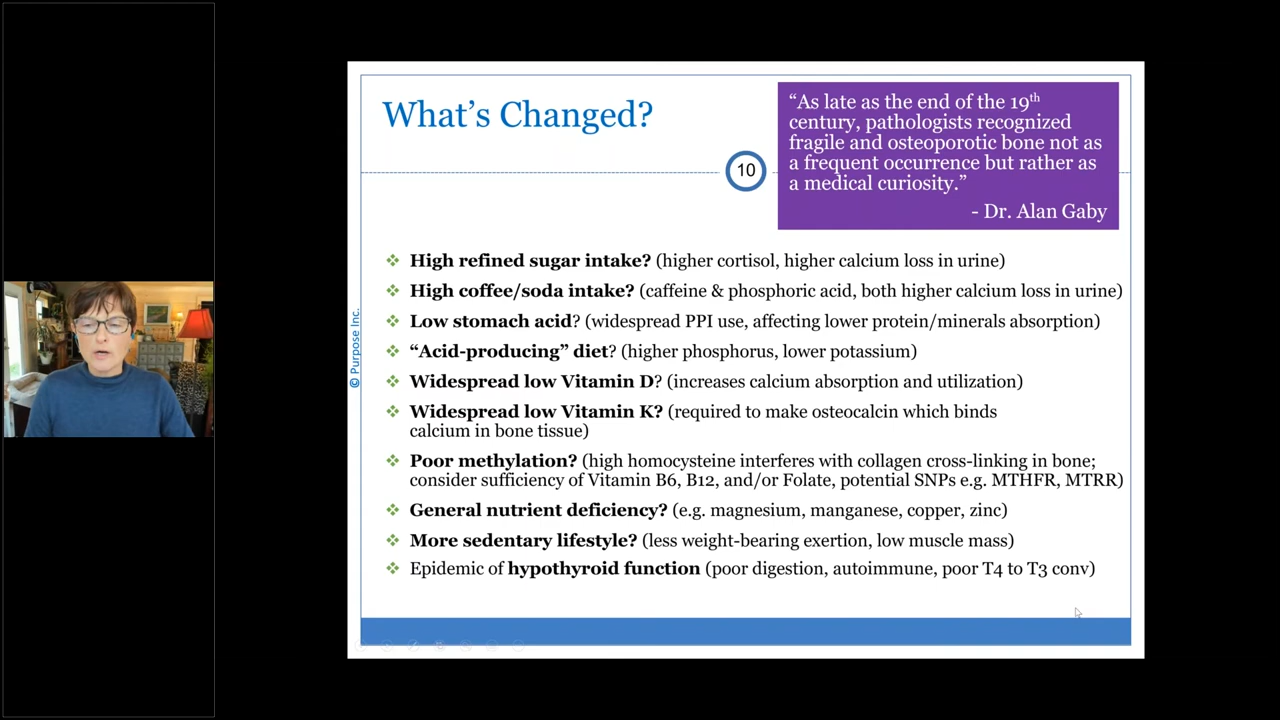 What's Changed?
10
“As late as the end of the 19th
century, pathologists recognized
fragile and osteoporotic bone not as
a frequent occurrence but rather as
a medical curiosity.”
- Dr. Alan Gaby
High refined sugar intake? (higher cortisol, higher calcium loss in urine)
High coffee/soda intake? (caffeine & phosphoric acid, both higher calcium loss in urine)
Low stomach acid? (widespread PPI use, affecting lower protein/minerals absorption)
“Acid-producing” diet? (higher phosphorus, lower potassium)
Widespread low Vitamin D? (increases calcium absorption and utilization)
Widespread low Vitamin K? (required to make osteocalcin which binds
calcium in bone tissue)
Poor methylation? (high homocysteine interferes with collagen cross-linking in bone;
consider sufficiency of Vitamin B6, B12, and/or Folate, potential SNPs e.g. MTHFR, MTRR)
General nutrient deficiency? (e.g. magnesium, manganese, copper, zinc)
More sedentary lifestyle? (less weight-bearing exertion, low muscle mass)
Epidemic of hypothyroid function (poor digestion, autoimmune, poor T4 to T3 conv)
© Purpose Inc.